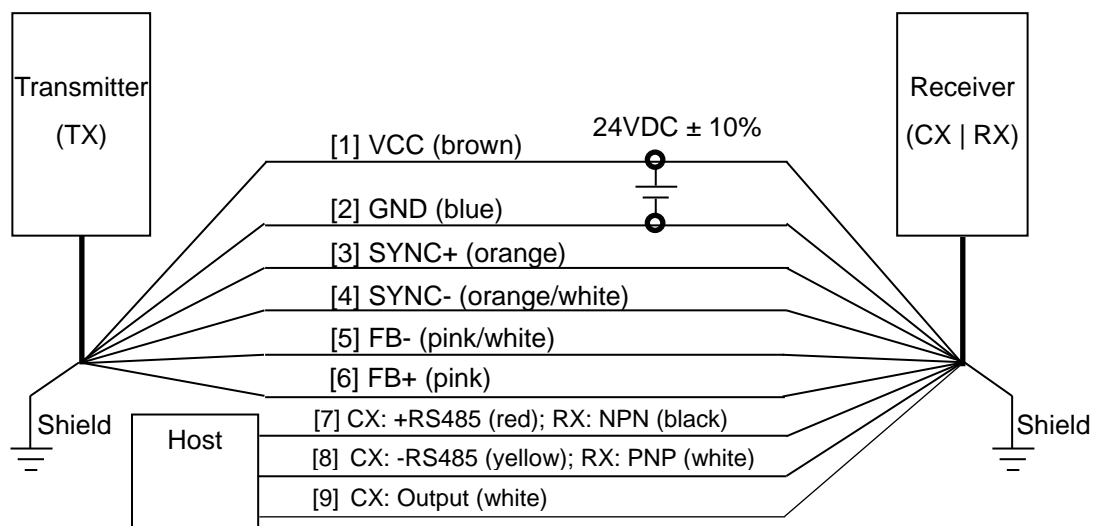 Transmitter
(TX)
Receiver
(CX | RX)
24VDC ± 10%
[1] VCC (brown)
[2] GND (blue)
[3] SYNC+ (orange)
[4] SYNC- (orange/white)
[5] FB- (pink/white)
[6] FB+ (pink)
Shield
Host
[7] CX: +RS485 (red); RX: NPN (black)
Shield
[8] CX: -RS485 (yellow); RX: PNP (white)
[9] CX: Output (white)